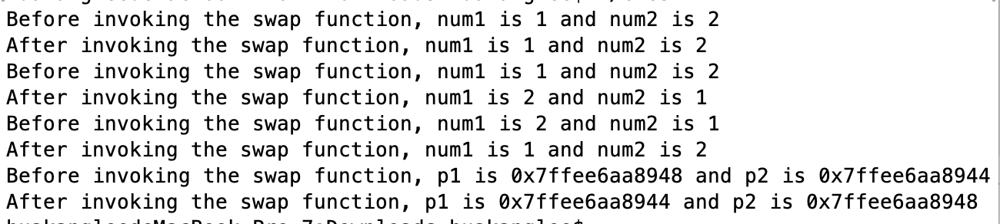 Before invoking the swap function, num1 is 1 and num2 is 2
After invoking the swap function, num1 is 1 and num2 is 2
Before invoking the swap function, num1 is 1 and num2 is 2
After invoking the swap function, num1 is 2 and num2 is 1
Before invoking the swap function, num1 is 2 and num2 is 1
After invoking the swap function, num1 is 1 and num2 is 2
Before invoking the swap function, p1 is 0x7ffee6aa8948 and p2 is 0x7ffee6aa8944
After invoking the swap function, p1 is 0x7ffee6aa8944 and p2 is 0x7ffee6aa8948